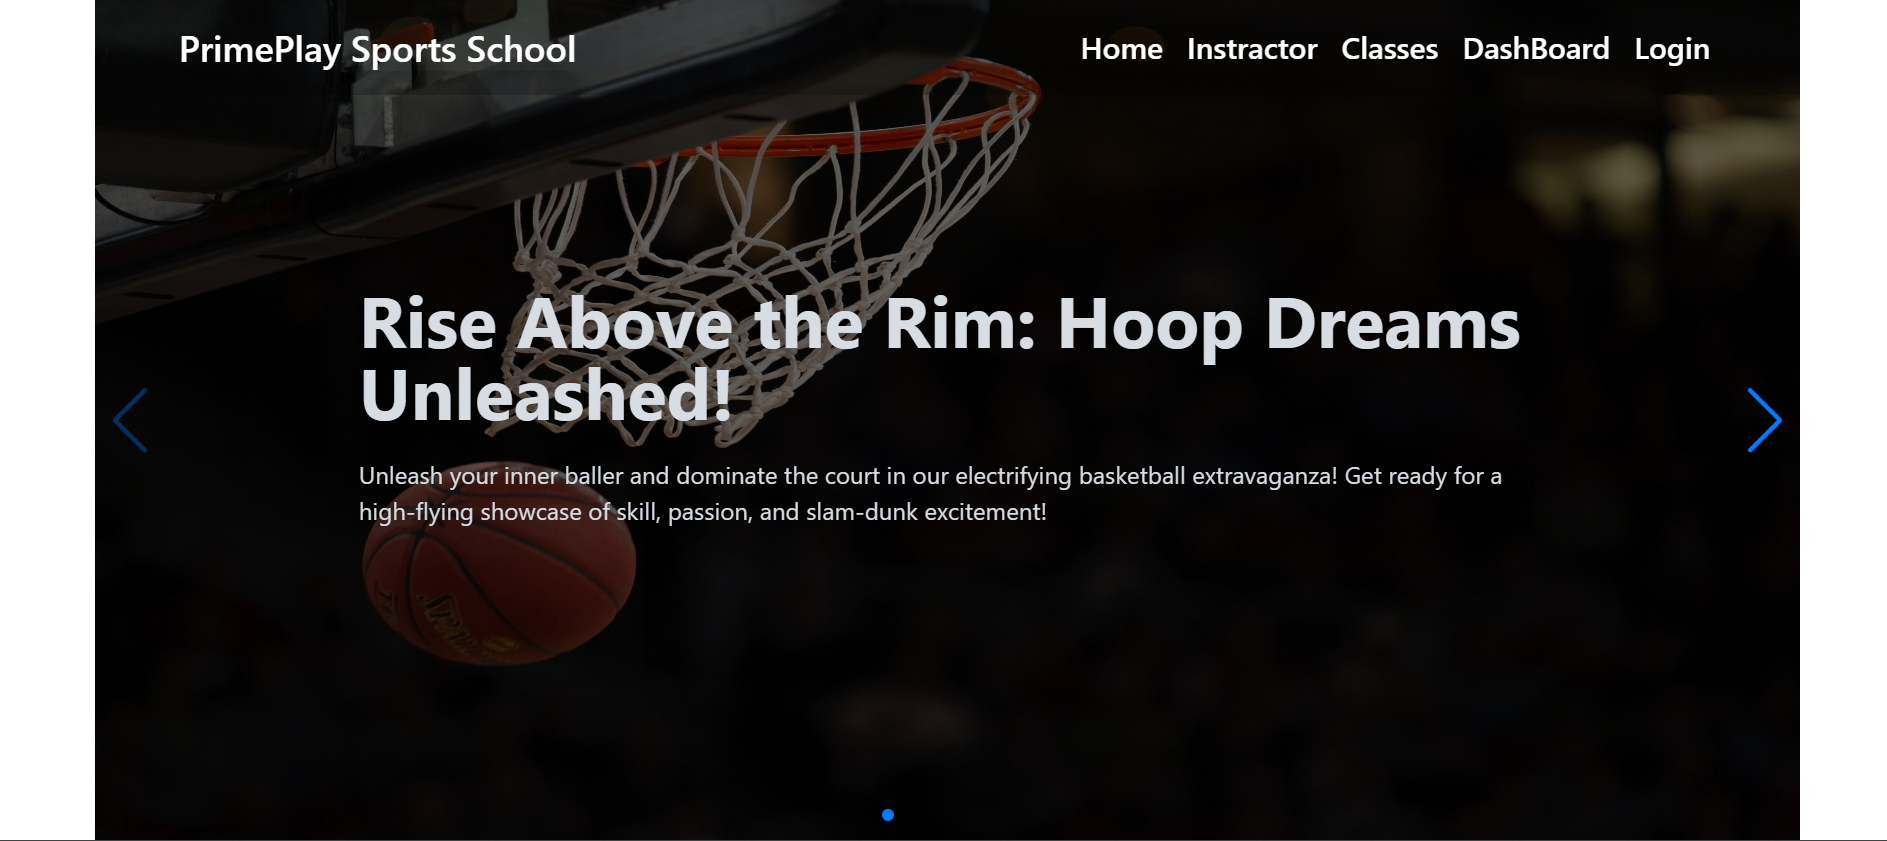 PrimePlay Sports School
Home Instractor Classes DashBoard Login
Rise Above the Rim: Hoop Dreams
Unleashed!
Unleash your inner baller and dominate the court in our electrifying basketball extravaganza! Get ready for a
high-flying showcase of skill, passion, and slam-dunk excitement!